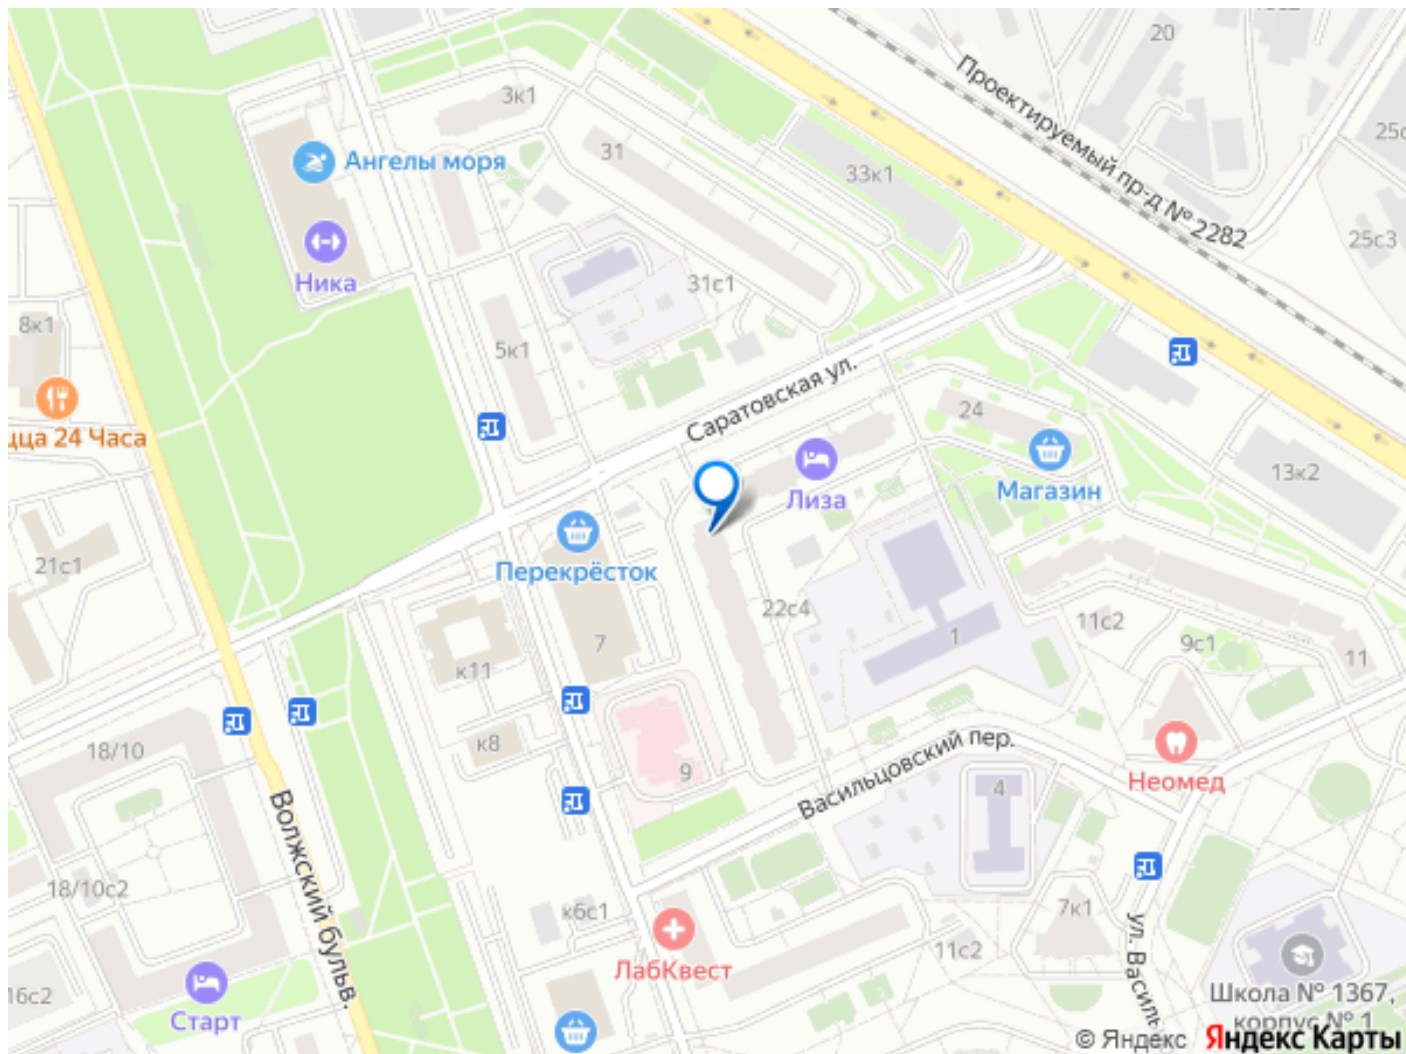 20
Проектируемый пр-д № 2282
3к1
31
Ангелы моря
33к1
25с3
Ника
31с1
8к1
5к1
Саратовская ул.
24
цца 24 Часа
13к2
Магазин
Лиза
Перекрёсток
21с1
22с4
11с2
1
9с1
7
11
к11
18/10
к8
9
Васильцовский пер.
Неомед
4
Волжский бульв.
18/10с2
к6с1
7к1
ул. Василь
11с2
ЛабКвест
16с2
Школа № 1367,
корпус № 1
Старт
© Яндекс Яндекс Карты